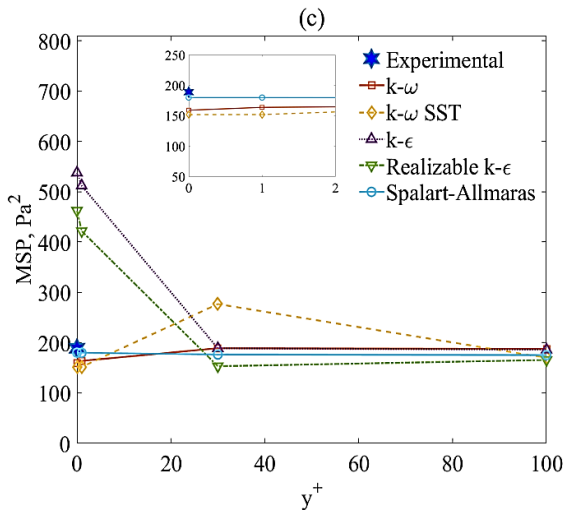 (c)
MSP, Pa²
800
700
600
500
400
300
200
100
0
250
200
150
100
50
0
1
2
Experimental
k-ω
k-ω SST
k-ϵ
Realizable k-ϵ
Spalart-Allmaras
0
20
40
60
80
100
y⁺